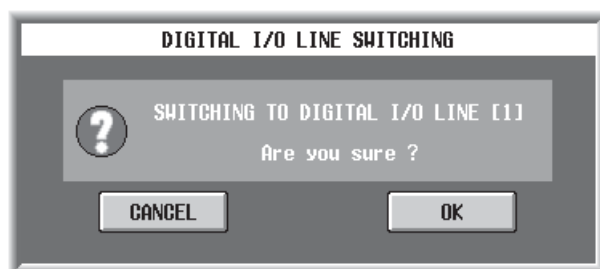 DIGITAL I/O LINE SWITCHING
SWITCHING TO DIGITAL I/O LINE [1]
Are you sure ?
CANCEL
OK